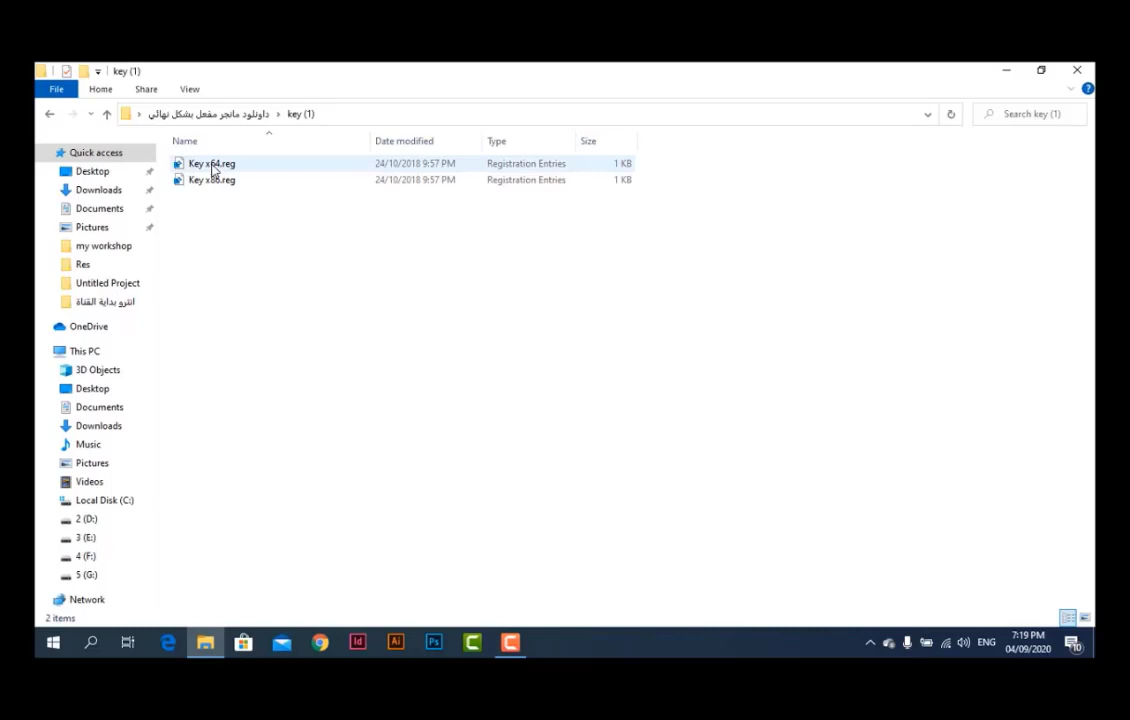 key (1)
File
Home
Share
View
داونلود مانجر مفعل بشكل نهائي
key (1)
Search key (1)
Name
Date modified
Type
Size
Quick access
Key x64.reg
24/10/2018 9:57 PM
Registration Entries
1 KB
Key x86.reg
24/10/2018 9:57 PM
Registration Entries
1 KB
Desktop
Downloads
Documents
Pictures
my workshop
Res
Untitled Project
انترو بداية القناة
OneDrive
This PC
3D Objects
Desktop
Documents
Downloads
Music
Pictures
Videos
Local Disk (C:)
2 (D:)
3 (E:)
4 (F:)
5 (G:)
Network
2 items
Id
Ai
Ps
ENG
7:19 PM
04/09/2020
10